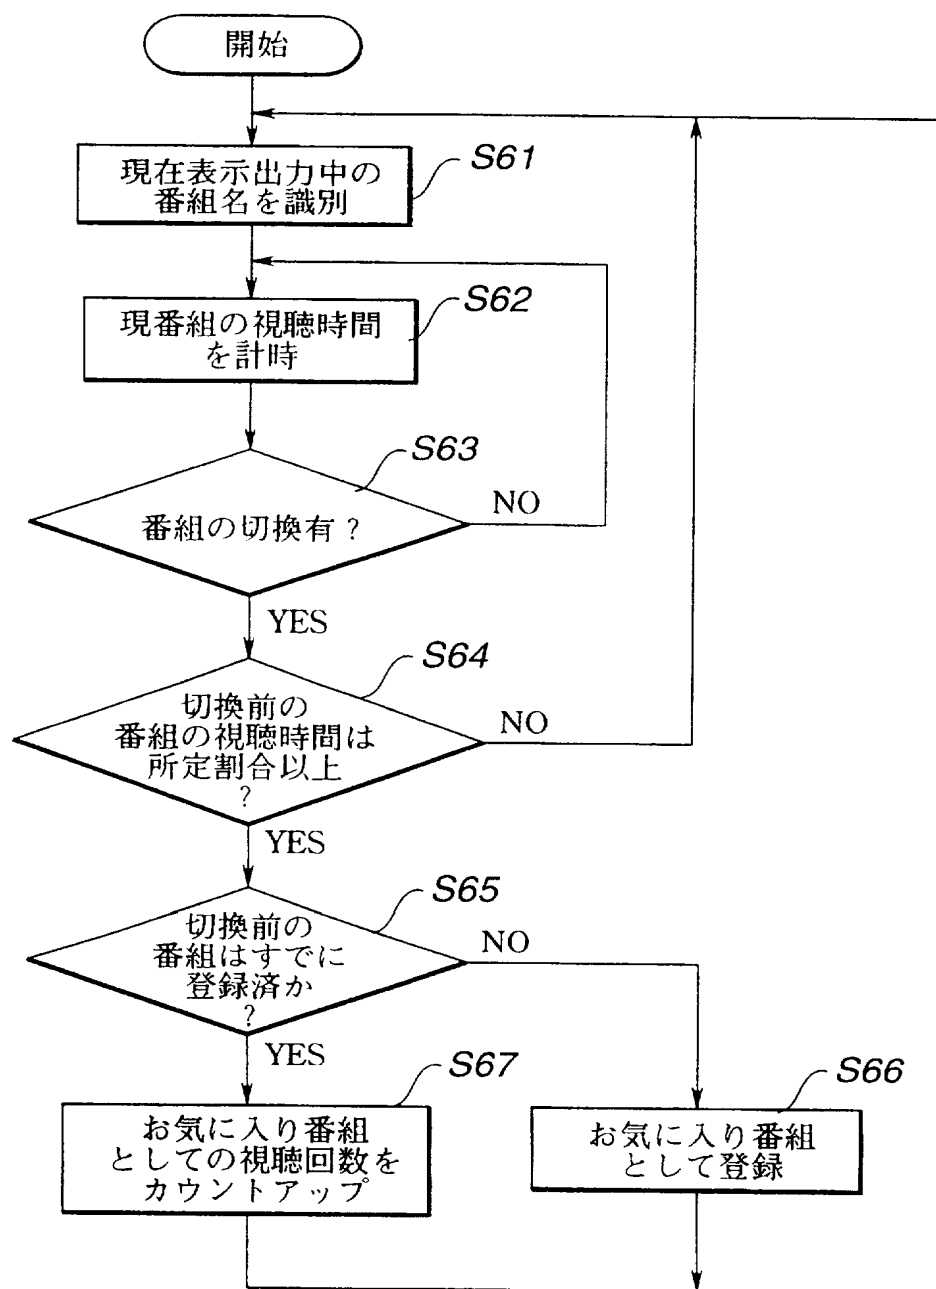 開始
S61
現在表示出力中の
番組名を識別
S62
現番組の視聴時間
を計時
S63
番組の切換有?
NO
YES
S64
切換前の
番組の視聴時間は
所定割合以上
?
NO
YES
S65
切換前の
番組はすでに
登録済か
?
NO
YES
S67
お気に入り番組
としての視聴回数を
カウントアップ
S66
お気に入り番組
として登録